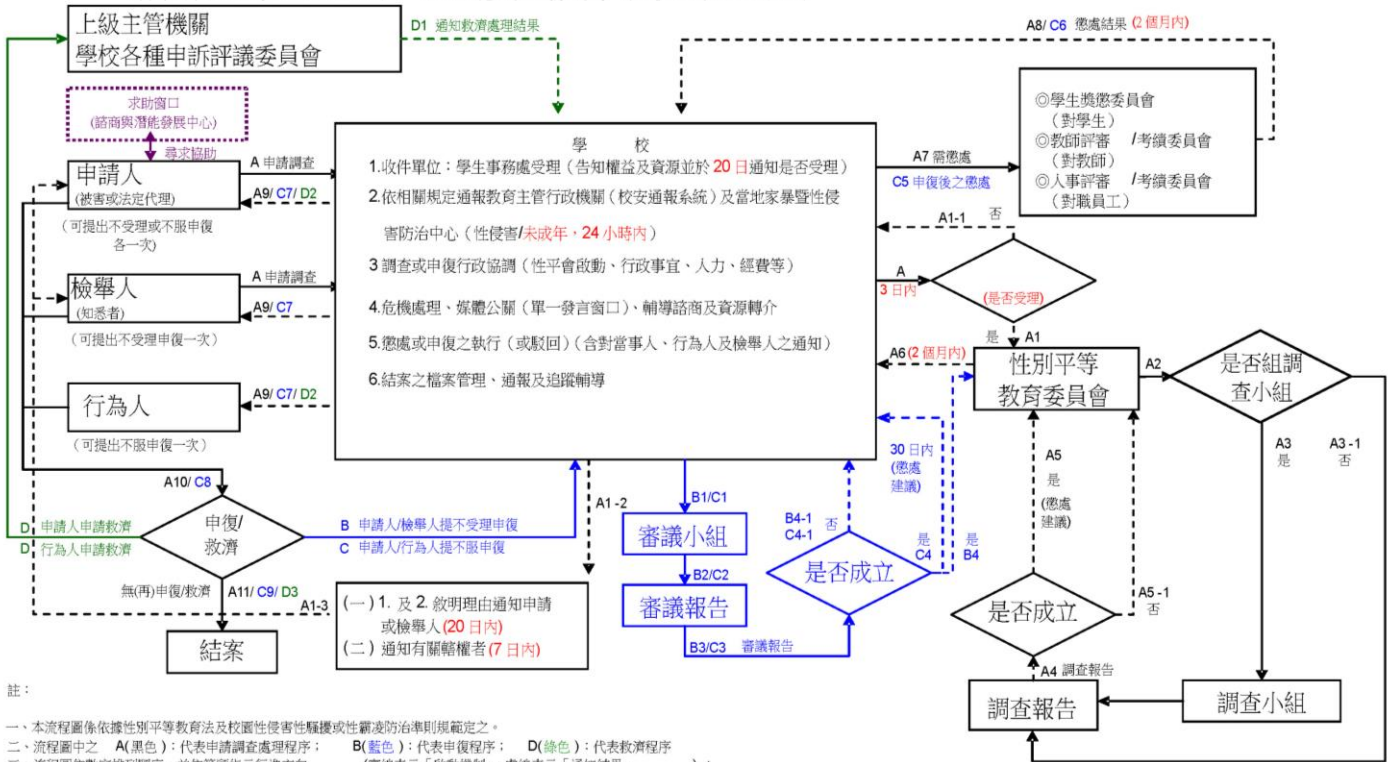 上級主管機關
學校各種申訴評議委員會
D1 通知救濟處理結果
A8/ C6 懲處結果 (2 個月內)
求助窗口
(諮商與潛能發展中心)
尋求協助
申請人
(被害或法定代理)
(可提出不受理或不服申復
各一次)
A 申請調查
A9/ C7/ D2
檢舉人
(知悉者)
(可提出不受理申復一次)
A 申請調查
A9/ C7
行為人
(可提出不服申復一次)
A9/ C7/ D2
學 校
1.收件單位：學生事務處受理（告知權益及資源並於 20 日通知是否受理）
2.依相關規定通報教育主管行政機關（校安通報系統）及當地家暴暨性侵
害防治中心（性侵害/未成年，24 小時內）
3 調查或申復行政協調（性平會啟動、行政事宜、人力、經費等）
4.危機處理、媒體公關（單一發言窗口）、輔導諮商及資源轉介
5.懲處或申復之執行（或駁回）（含對當事人、行為人及檢舉人之通知）
6.結案之檔案管理、通報及追蹤輔導
A7 需懲處
C5 申復後之懲處
◎學生獎懲委員會
（對學生）
◎教師評審 /考績委員會
（對教師）
◎人事評審 /考績委員會
（對職員工）
A1-1 否
A
3 日內
(是否受理)
是 A1
A6 (2 個月內)
性別平等
教育委員會
A2
是否組調
查小組
A3
是
A3 -1
否
A5
是
(懲處
建議)
A5 -1
否
是否成立
A4 調查報告
調查報告
調查小組
30 日內
(懲處
建議)
B4-1
C4-1
否
是
C4
是
B4
是否成立
B1/C1
審議小組
B2/C2
審議報告
B3/C3 審議報告
A1 -2
A10/ C8
申復/
救濟
D 申請人申請救濟
D 行為人申請救濟
B 申請人/檢舉人提不受理申復
C 申請人/行為人提不服申復
無(再)申復/救濟
A11/ C9/ D3
A1-3
結案
(一) 1. 及 2. 敘明理由通知申請
或檢舉人(20 日內)
(二) 通知有關轄權者(7 日內)
註：
一、本流程圖係依據性別平等教育法及校園性侵害性騷擾或性霸凌防治準則規範定之。
二、流程圖中之 A(黑色)：代表申請調查處理程序； B(藍色)：代表申復程序； D(綠色)：代表救濟程序